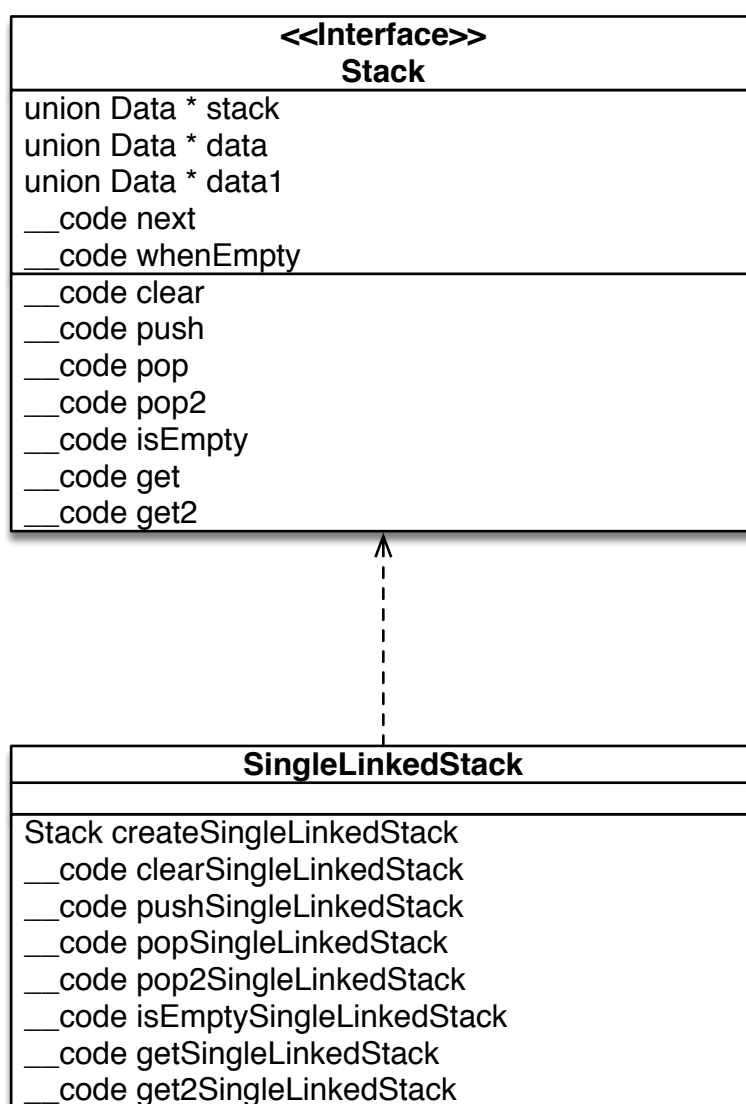 <<Interface>>
Stack
union Data * stack
union Data * data
union Data * data1
__code next
__code whenEmpty
__code clear
__code push
__code pop
__code pop2
__code isEmpty
__code get
__code get2
SingleLinkedStack
Stack createSingleLinkedStack
__code clearSingleLinkedStack
__code pushSingleLinkedStack
__code popSingleLinkedStack
__code pop2SingleLinkedStack
__code isEmptySingleLinkedStack
__code getSingleLinkedStack
__code get2SingleLinkedStack